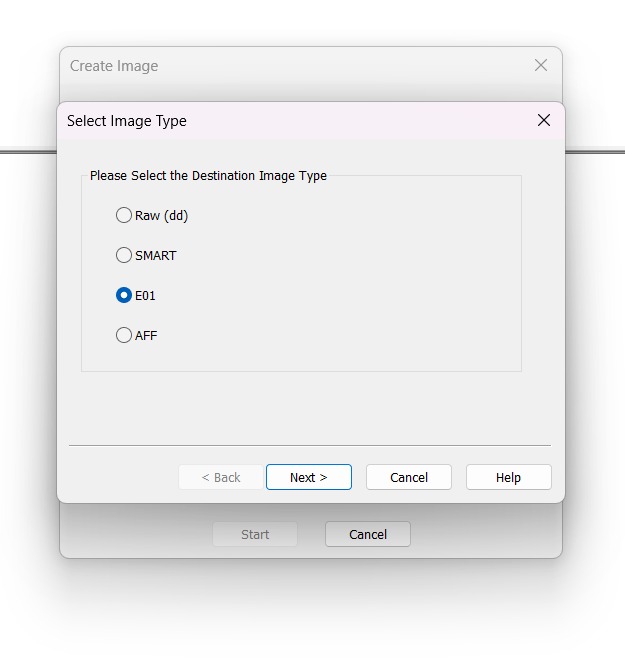 Create Image
Select Image Type
Please Select the Destination Image Type
Raw (dd)
SMART
E01
AFF
< Back
Next >
Cancel
Help
Start
Cancel